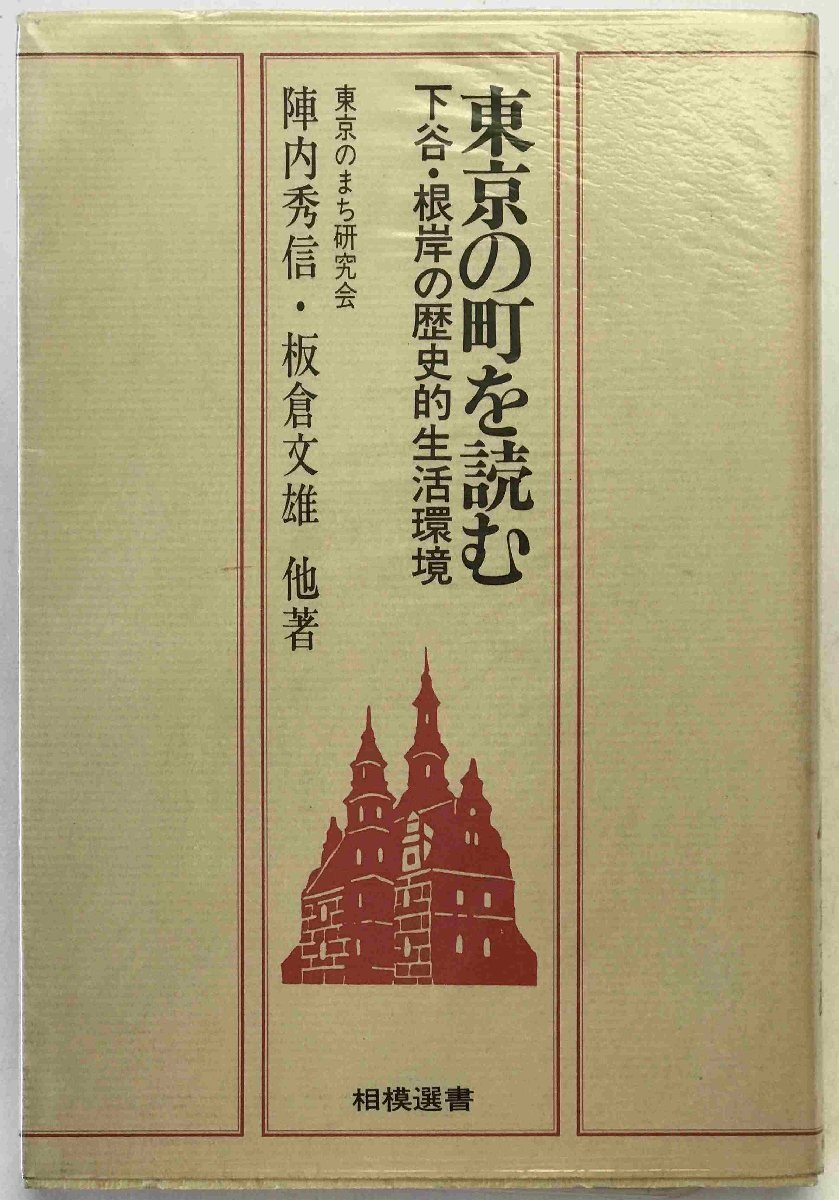 東京の町を読む
下谷・根岸の歴史的生活環境
東京のまち研究会
陣内秀信・板倉文雄 他著
相模選書